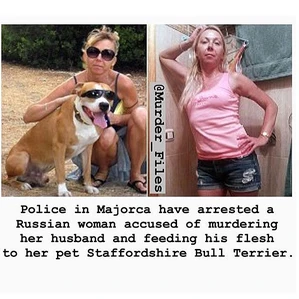 @Murder_Files
Police in Majorca have arrested a
Russian woman accused of murdering
her husband and feeding his flesh
to her pet Staffordshire Bull Terrier.